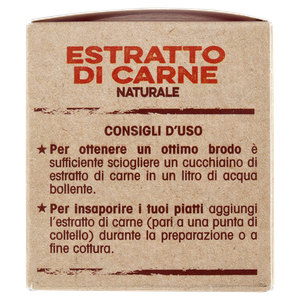 ESTRATTO
DI CARNE
NATURALE
CONSIGLI D'USO
★ Per ottenere un ottimo brodo è
sufficiente sciogliere un cucchiaino di
estratto di carne in un litro di acqua
bollente.
★ Per insaporire i tuoi piatti aggiungi
l'estratto di carne (pari a una punta di
coltello) durante la preparazione o a
fine cottura.